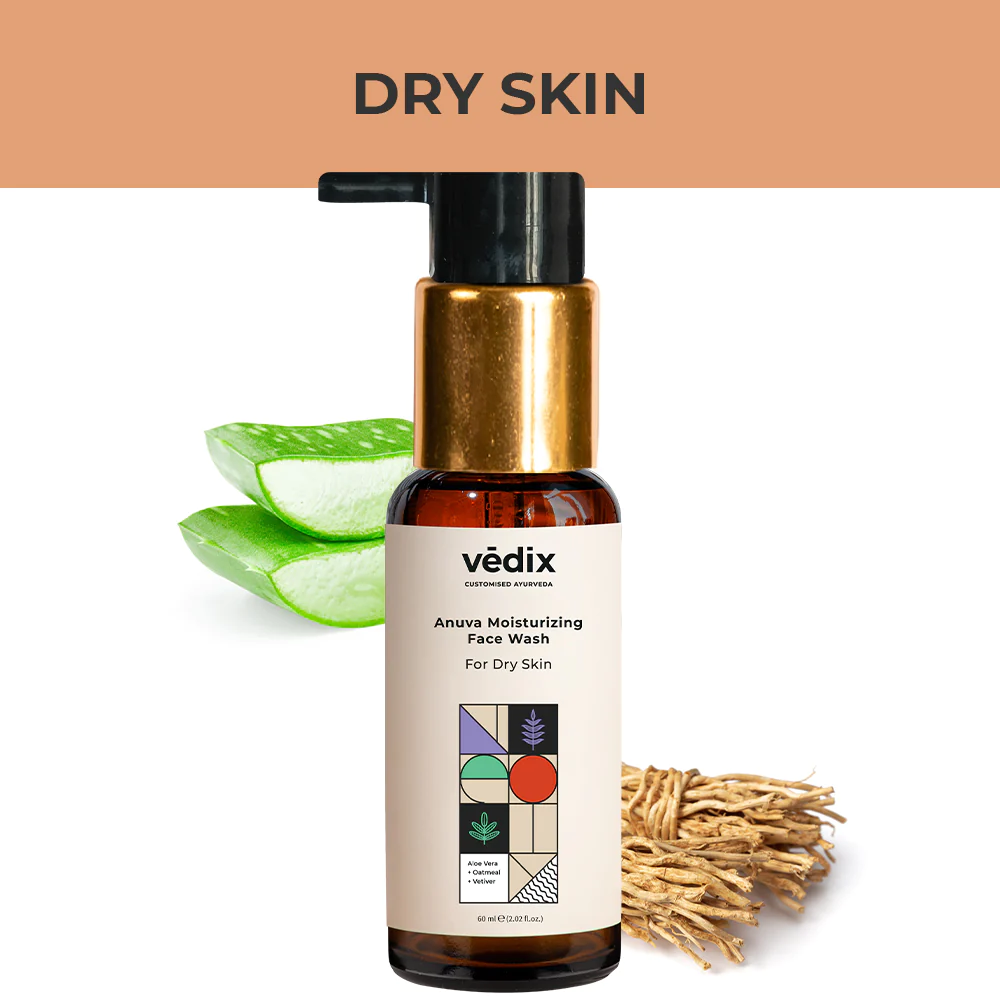 DRY SKIN
vēdix
CUSTOMISED AYURVEDA
Anuva Moisturizing
Face Wash
For Dry Skin
Aloe Vera
+ Oatmeal
+ Vetiver
60 ml ℮ (2.02 fl.oz.)